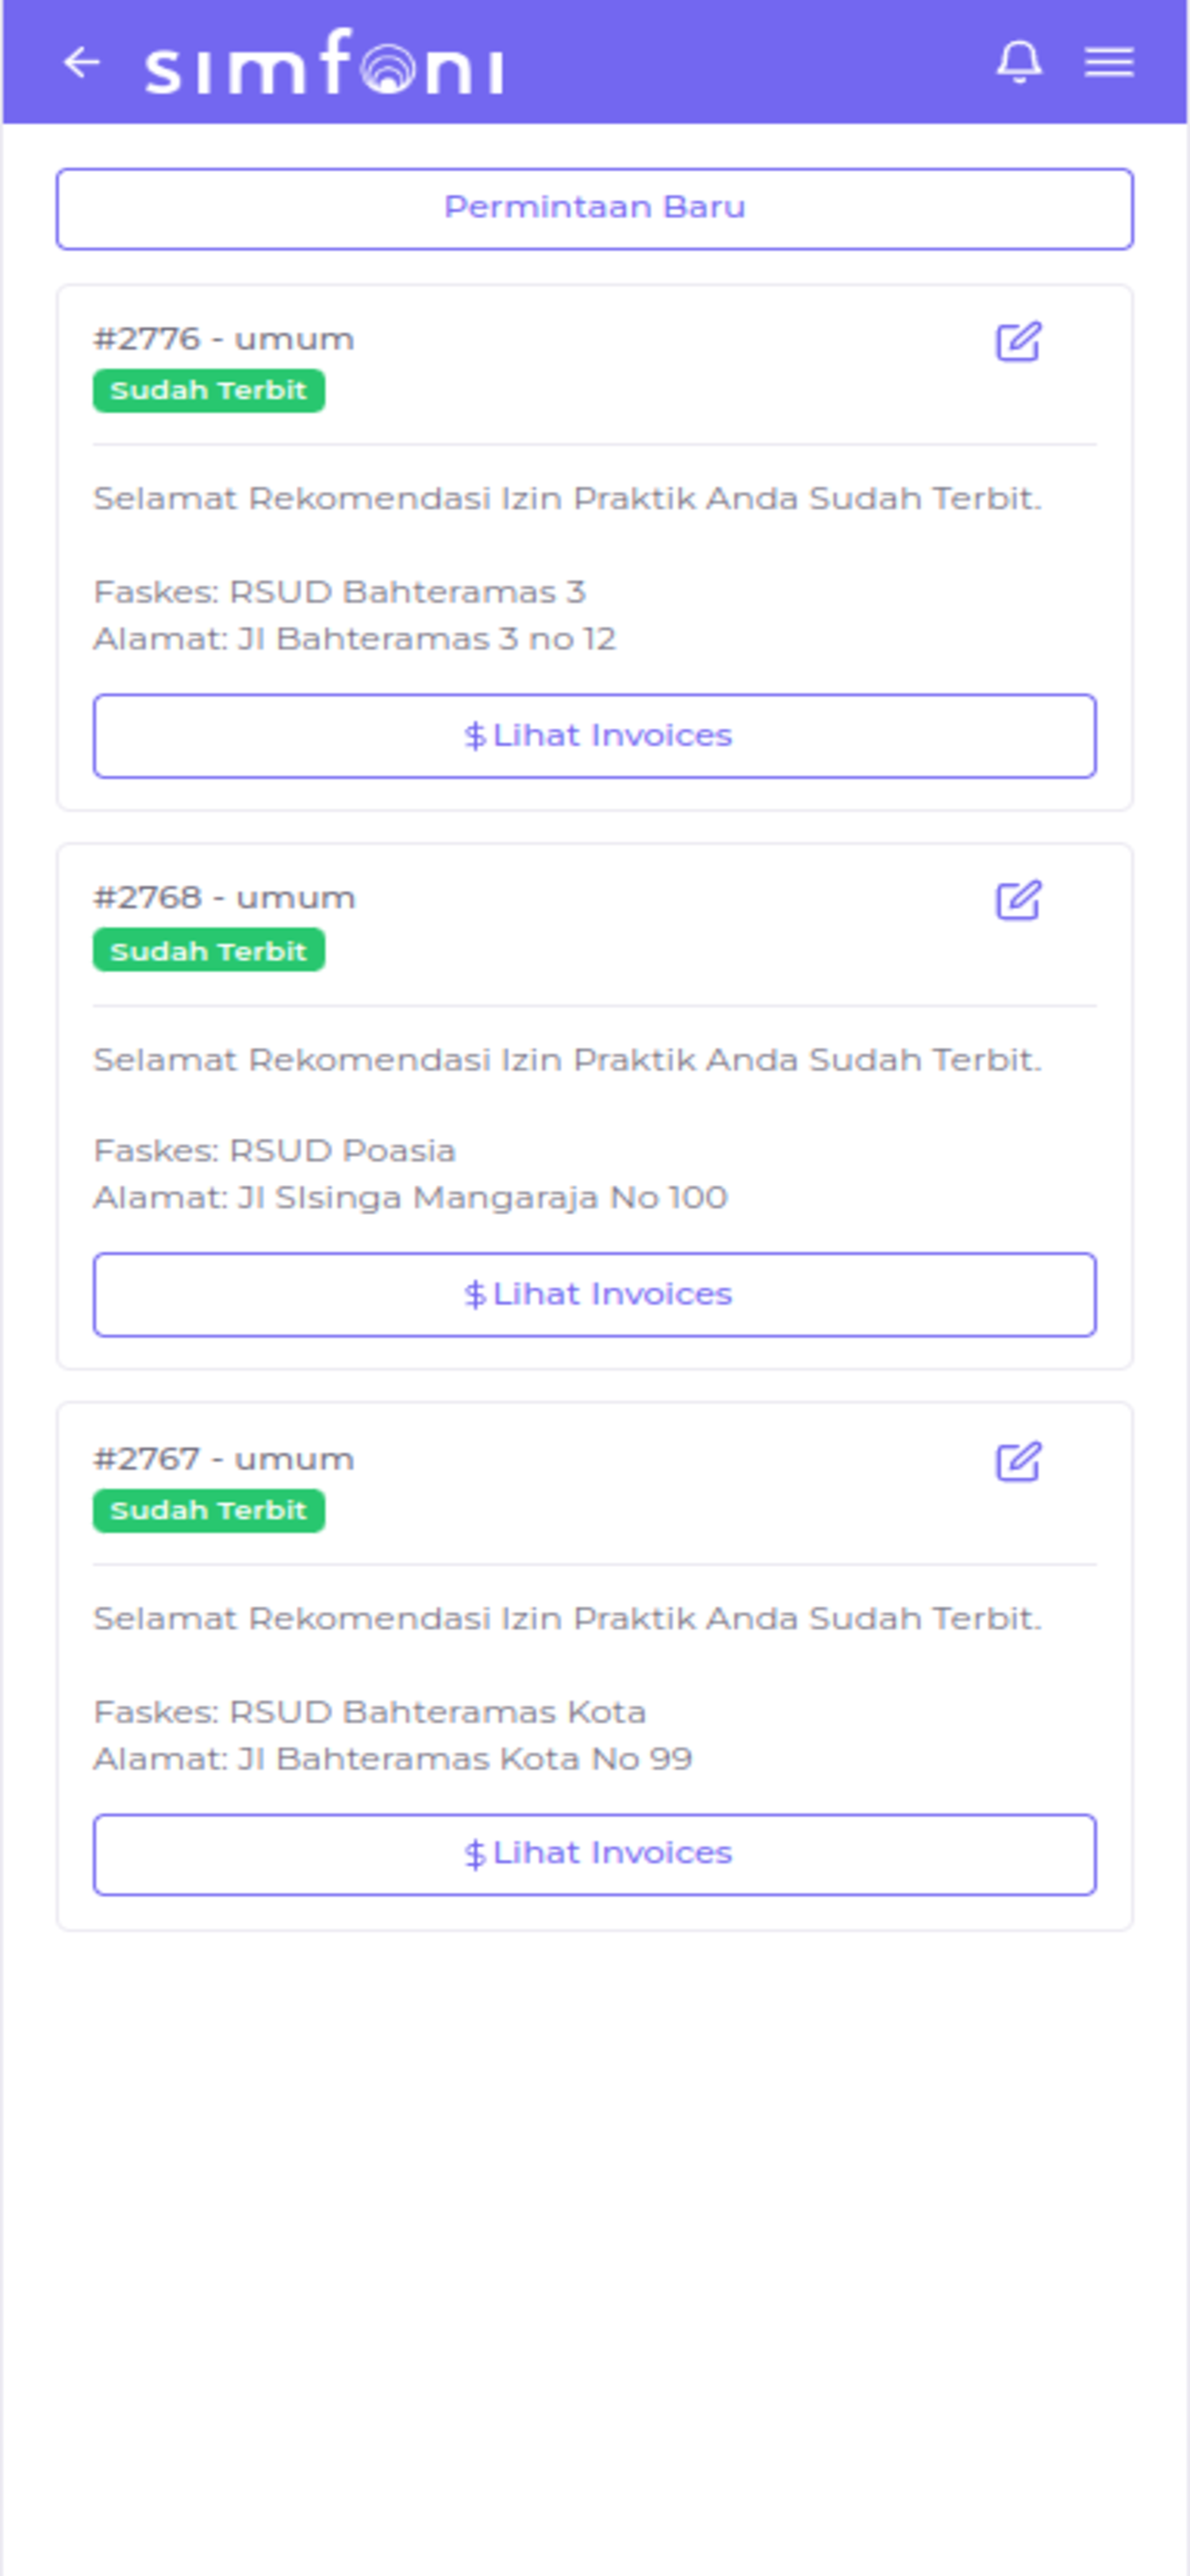 simfoni
Permintaan Baru
#2776 - umum
Sudah Terbit
Selamat Rekomendasi Izin Praktik Anda Sudah Terbit.
Faskes: RSUD Bahteramas 3
Alamat: Jl Bahteramas 3 no 12
$ Lihat Invoices
#2768 - umum
Sudah Terbit
Selamat Rekomendasi Izin Praktik Anda Sudah Terbit.
Faskes: RSUD Poasia
Alamat: Jl SIsinga Mangaraja No 100
$ Lihat Invoices
#2767 - umum
Sudah Terbit
Selamat Rekomendasi Izin Praktik Anda Sudah Terbit.
Faskes: RSUD Bahteramas Kota
Alamat: Jl Bahteramas Kota No 99
$ Lihat Invoices